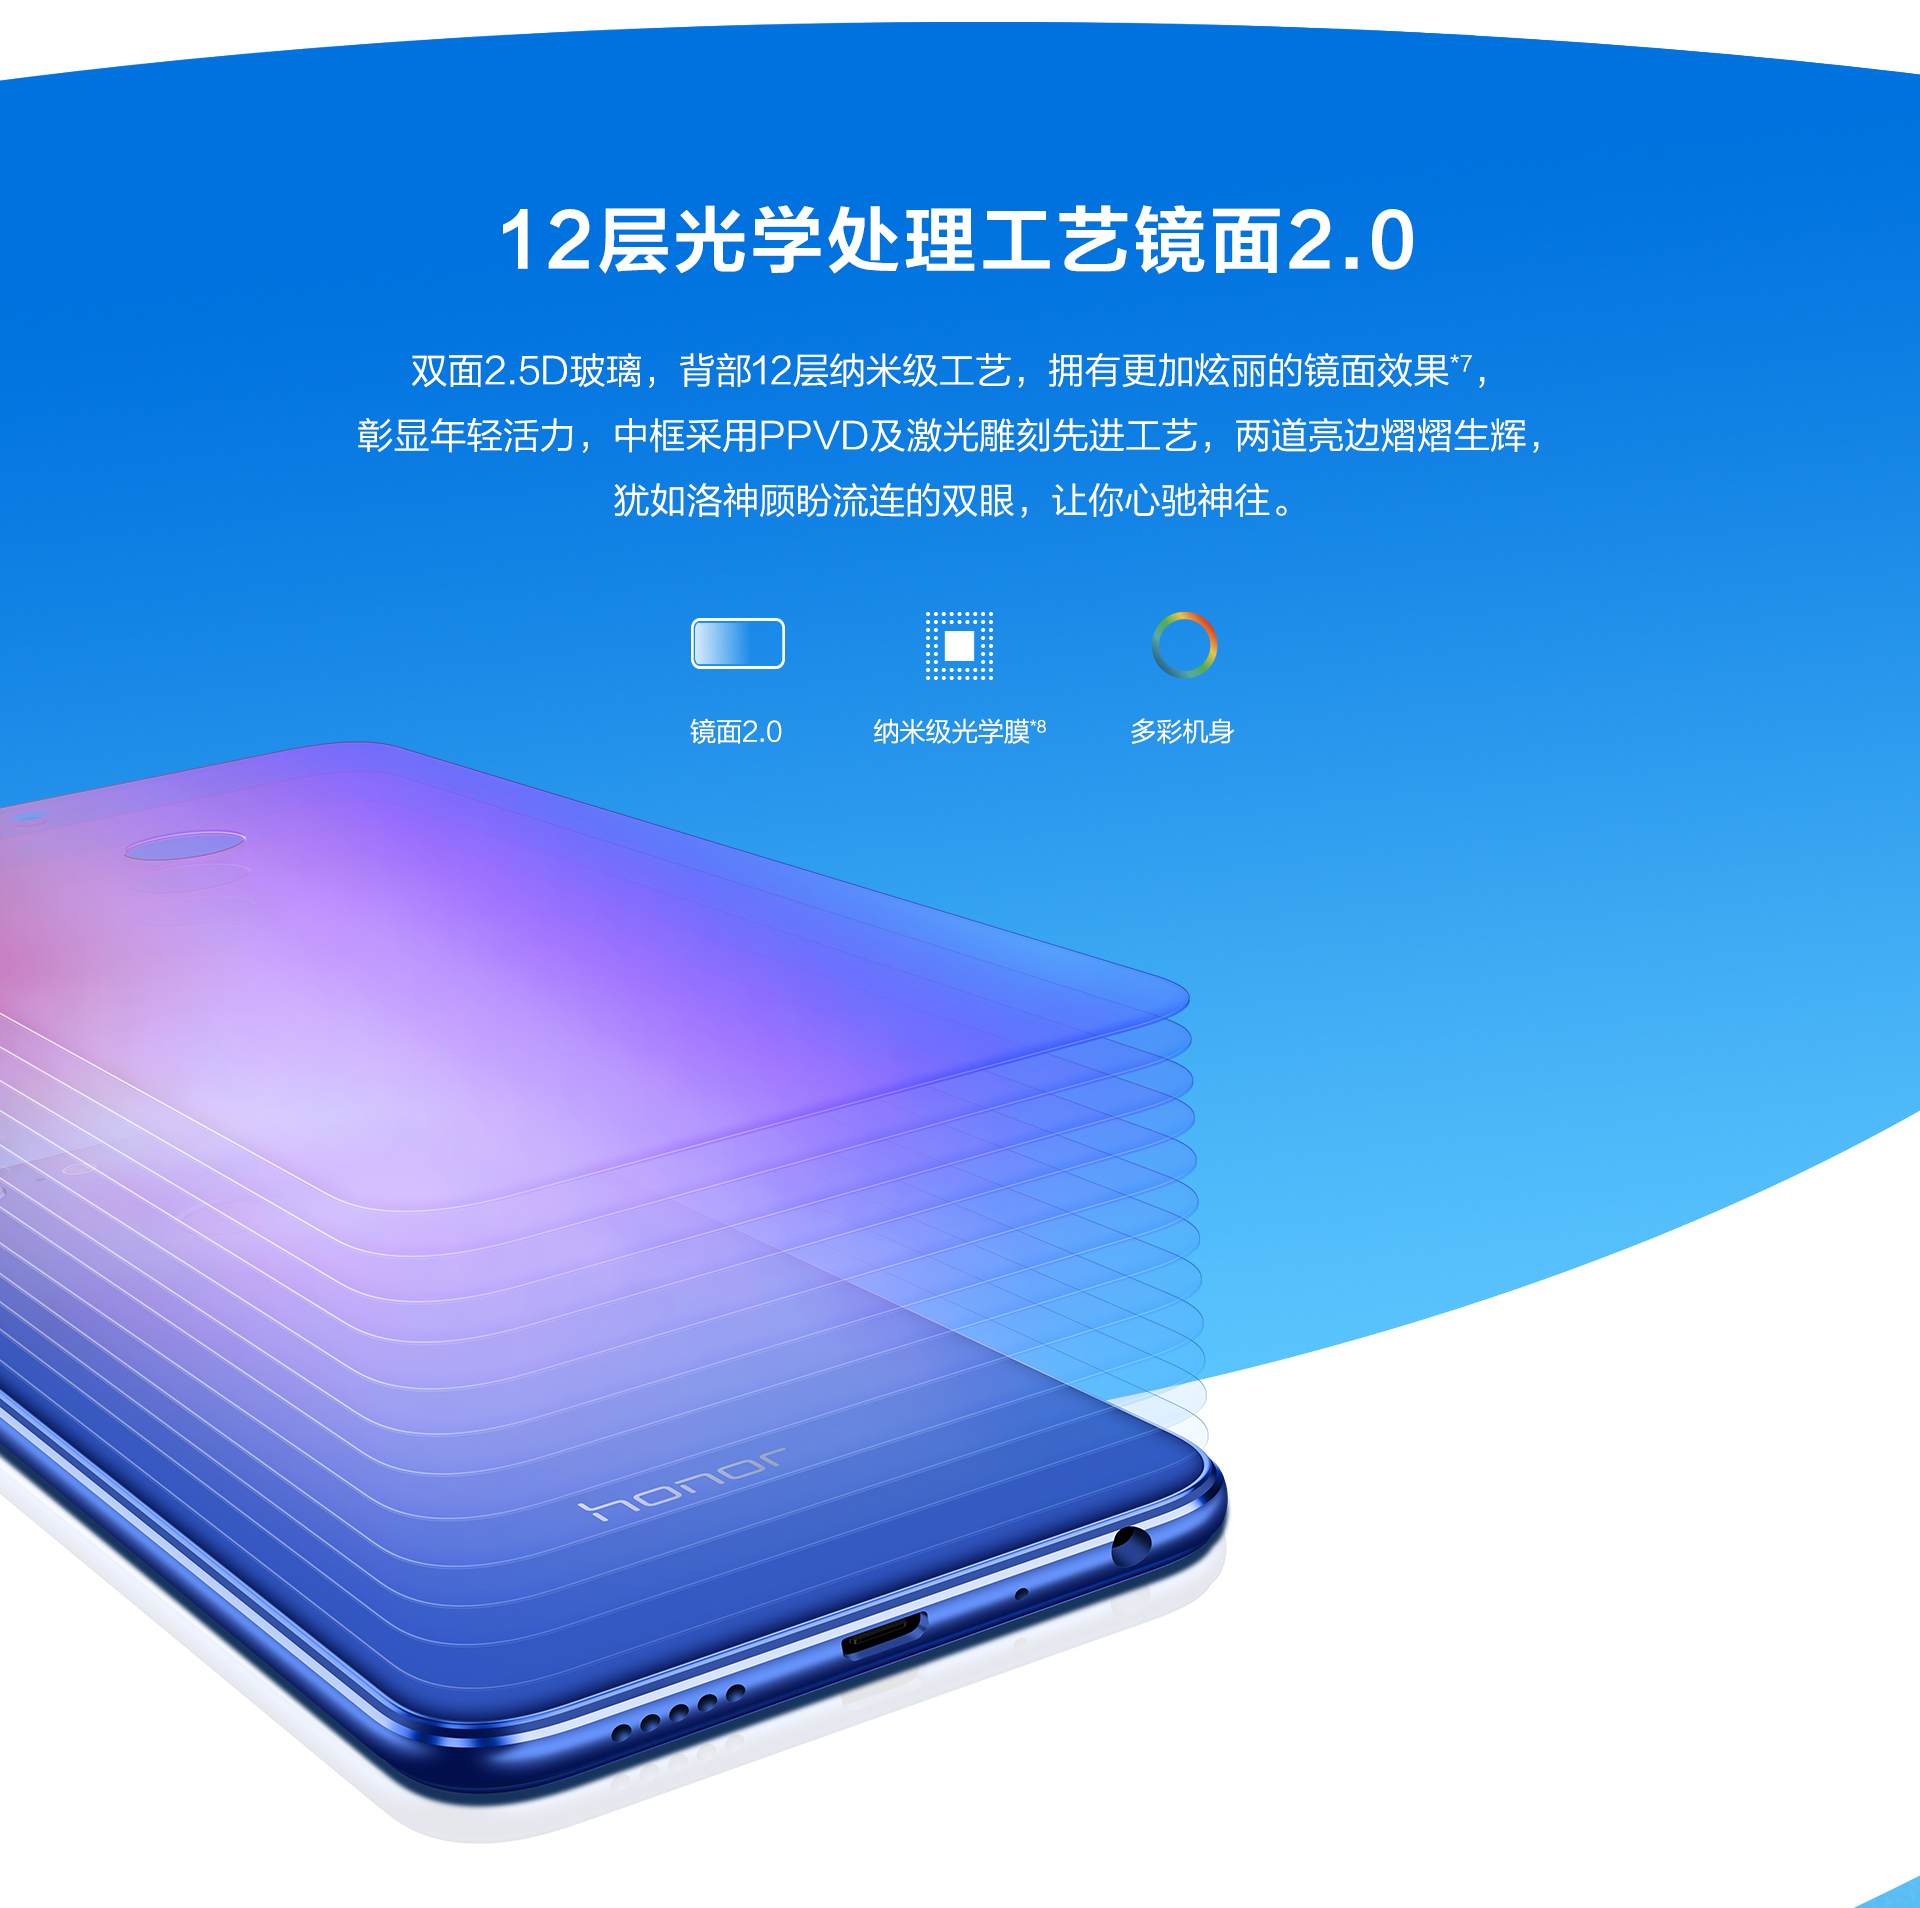 12层光学处理工艺镜面2.0
双面2.5D玻璃，背部12层纳米级工艺，拥有更加炫丽的镜面效果*7，
彰显年轻活力，中框采用PPVD及激光雕刻先进工艺，两道亮边熠熠生辉，
犹如洛神顾盼流连的双眼，让你心驰神往。
镜面2.0
纳米级光学膜*8
多彩机身
honor